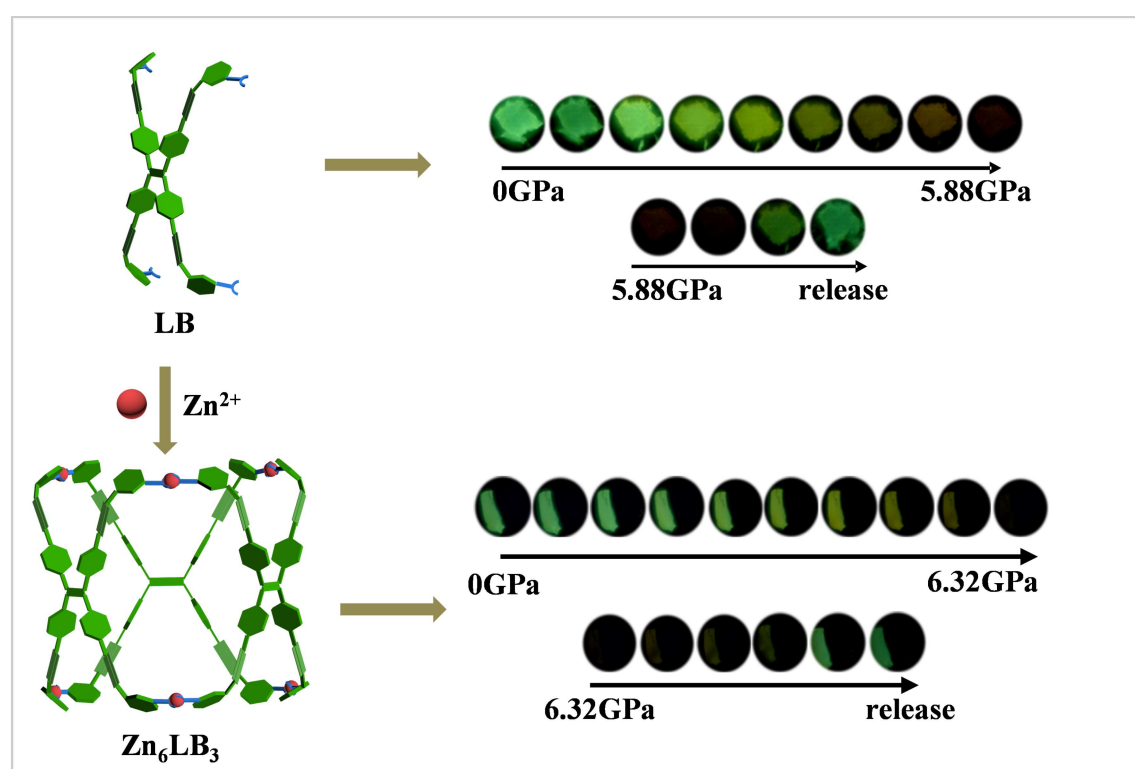 0GPa 5.88GPa
5.88GPa release
LB
Zn²⁺
0GPa 6.32GPa
6.32GPa release
Zn₆LB₃